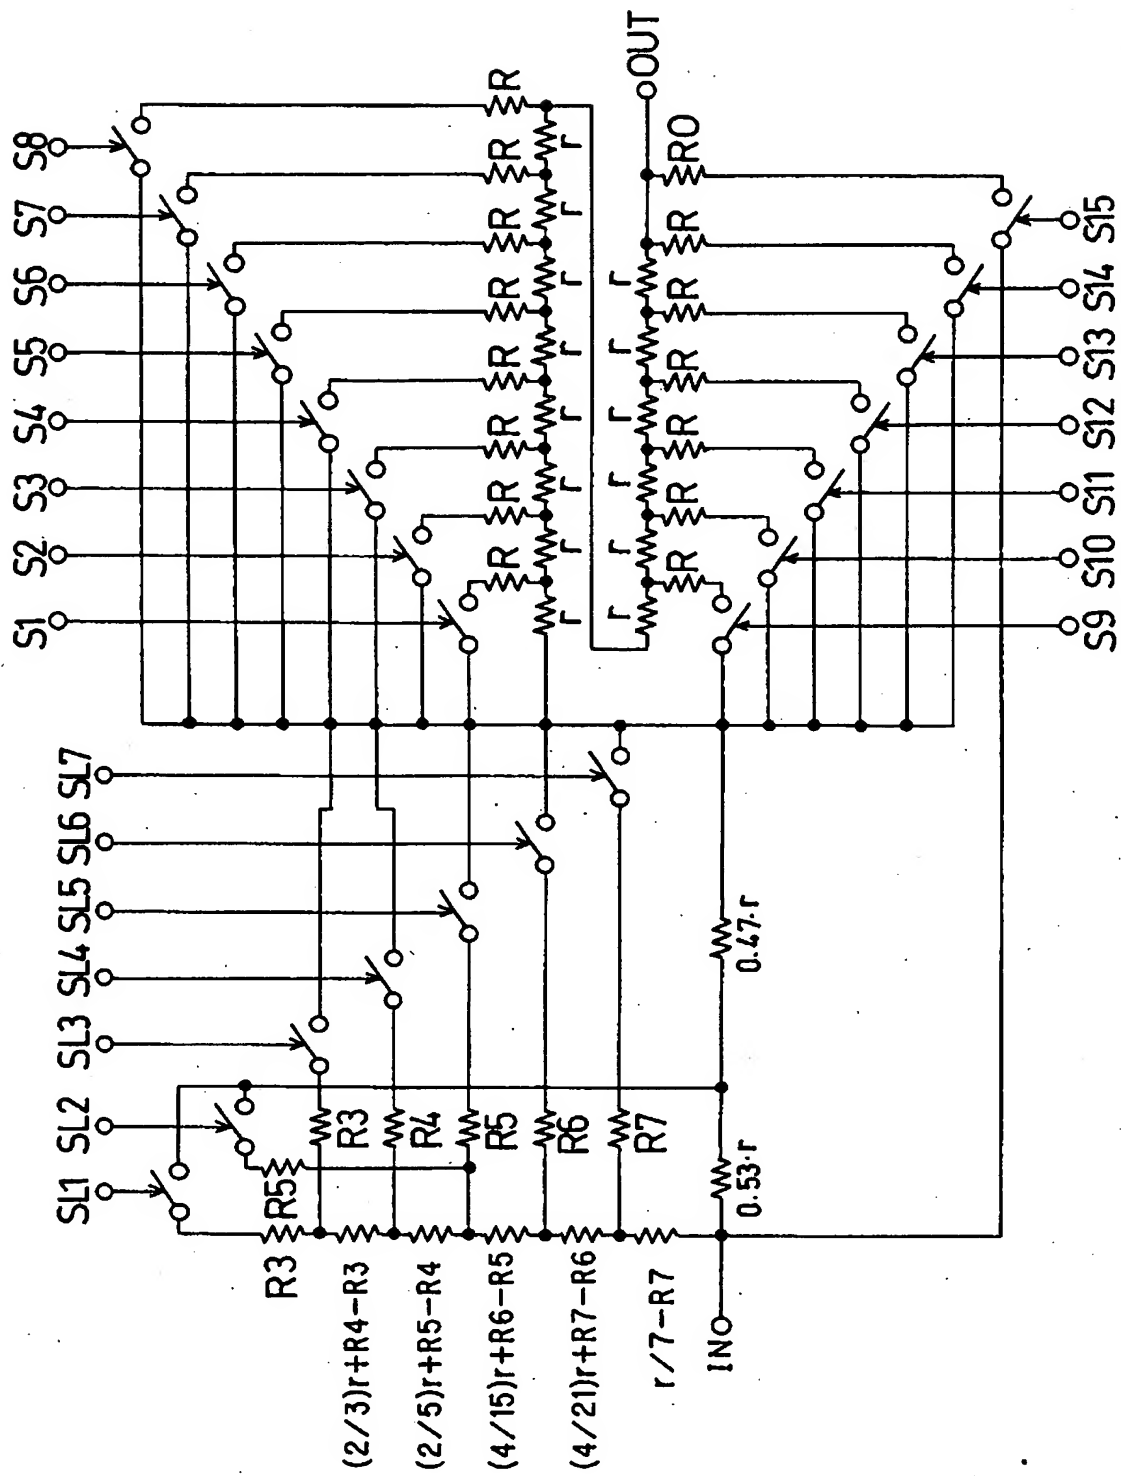 S1
S2
S3
S4
S5
S6
S7
S8
SL1
SL2
SL3
SL4
SL5
SL6
SL7
R
R
R
R
R
R
R
R
r
r
r
r
r
r
r
r
OUT
r
r
r
r
r
r
R
R
R
R
R
R
R0
S9
S10
S11
S12
S13
S14
S15
R3
R5
R3
R4
R5
R6
R7
0.53·r
0.47·r
(2/3)r+R4-R3
(2/5)r+R5-R4
(4/15)r+R6-R5
(4/21)r+R7-R6
r/7-R7
IN